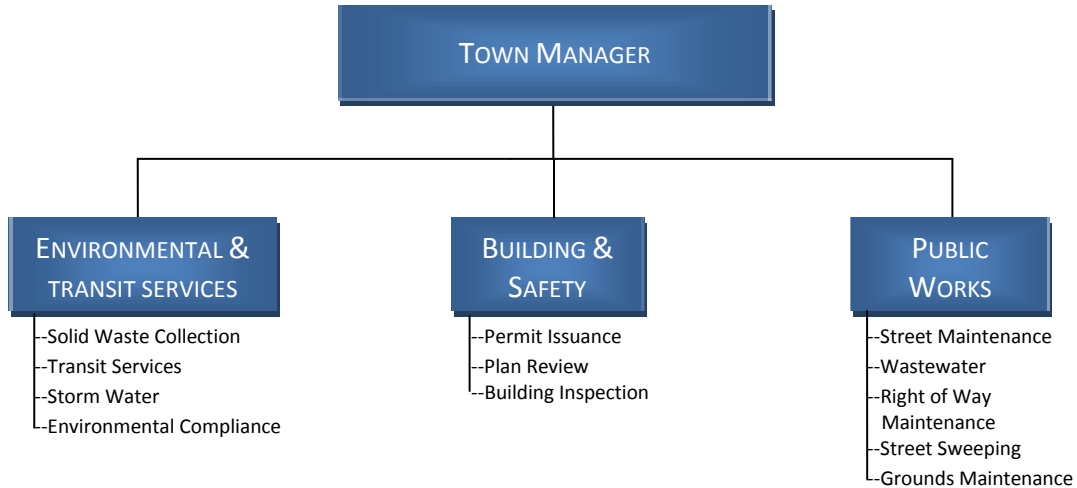 TOWN MANAGER
ENVIRONMENTAL &
TRANSIT SERVICES
--Solid Waste Collection
--Transit Services
--Storm Water
--Environmental Compliance
BUILDING &
SAFETY
--Permit Issuance
--Plan Review
--Building Inspection
PUBLIC
WORKS
--Street Maintenance
--Wastewater
--Right of Way
Maintenance
--Street Sweeping
--Grounds Maintenance